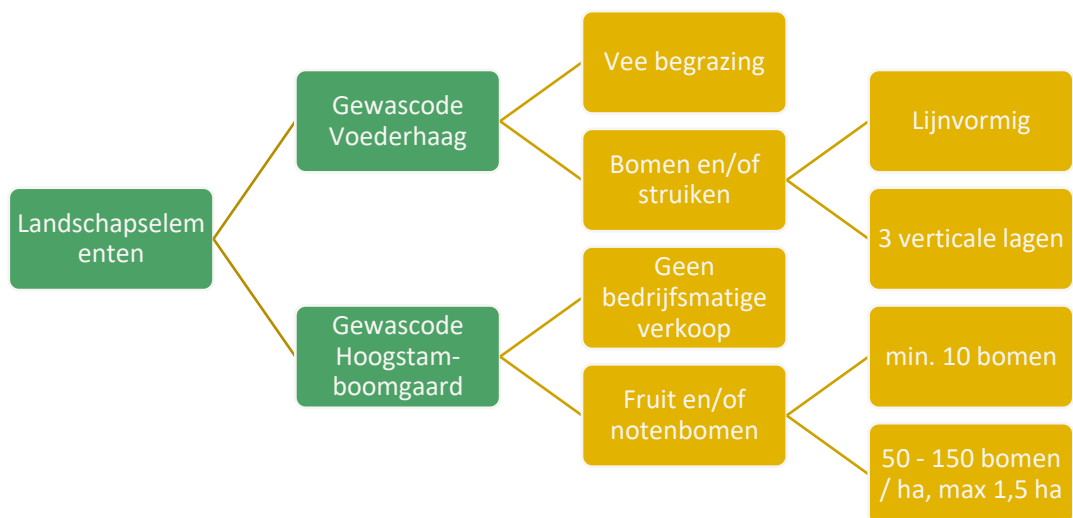 Landschapselem
enten
Gewascode
Voederhaag
Vee begrazing
Bomen en/of
struiken
Lijnvormig
3 verticale lagen
Gewascode
Hoogstam-
boomgaard
Geen
bedrijfsmatige
verkoop
Fruit en/of
notenbomen
min. 10 bomen
50 - 150 bomen
/ ha, max 1,5 ha